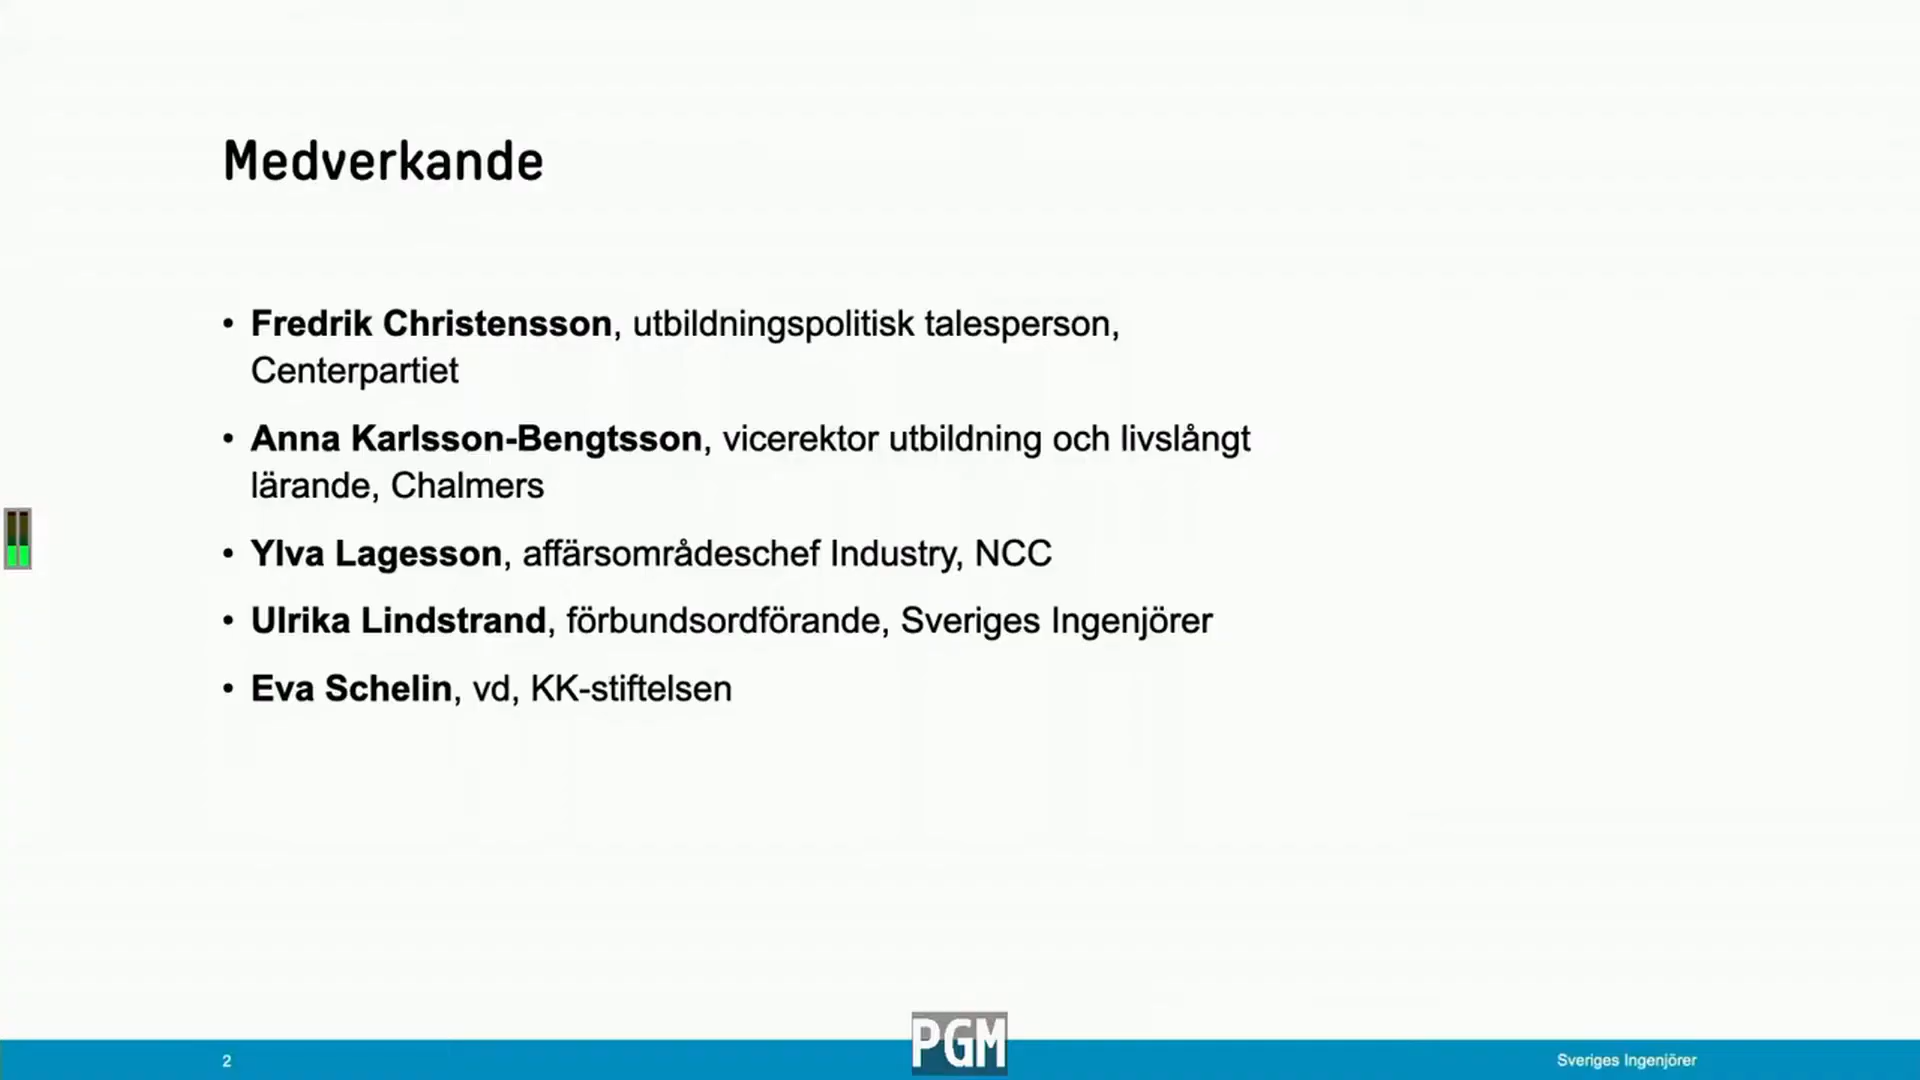 Medverkande
• Fredrik Christensson, utbildningspolitisk talesperson,
Centerpartiet
• Anna Karlsson-Bengtsson, vicerektor utbildning och livslångt
lärande, Chalmers
• Ylva Lagesson, affärsområdeschef Industry, NCC
• Ulrika Lindstrand, förbundsordförande, Sveriges Ingenjörer
• Eva Schelin, vd, KK-stiftelsen
2
PGM
Sveriges Ingenjörer